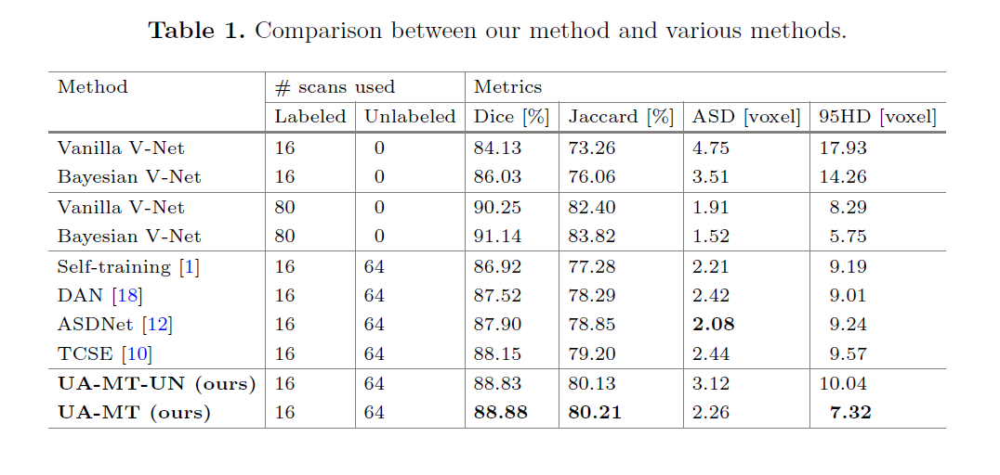 Table 1. Comparison between our method and various methods.
Method # scans used Metrics
Labeled Unlabeled Dice [%] Jaccard [%] ASD [voxel] 95HD [voxel]
Vanilla V-Net 16 0 84.13 73.26 4.75 17.93
Bayesian V-Net 16 0 86.03 76.06 3.51 14.26
Vanilla V-Net 80 0 90.25 82.40 1.91 8.29
Bayesian V-Net 80 0 91.14 83.82 1.52 5.75
Self-training [1] 16 64 86.92 77.28 2.21 9.19
DAN [18] 16 64 87.52 78.29 2.42 9.01
ASDNet [12] 16 64 87.90 78.85 2.08 9.24
TCSE [10] 16 64 88.15 79.20 2.44 9.57
UA-MT-UN (ours) 16 64 88.83 80.13 3.12 10.04
UA-MT (ours) 16 64 88.88 80.21 2.26 7.32